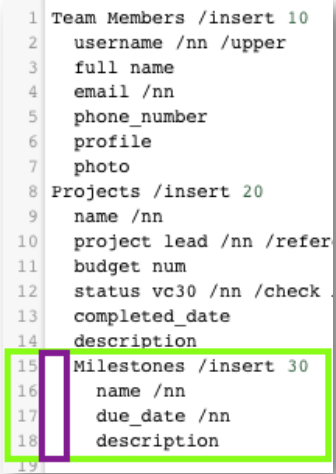 1 Team Members /insert 10
2 username /nn /upper
3 full name
4 email /nn
5 phone_number
6 profile
7 photo
8 Projects /insert 20
9 name /nn
10 project lead /nn /refer
11 budget num
12 status vc30 /nn /check
13 completed_date
14 description
15 Milestones /insert 30
16 name /nn
17 due_date /nn
18 description
19